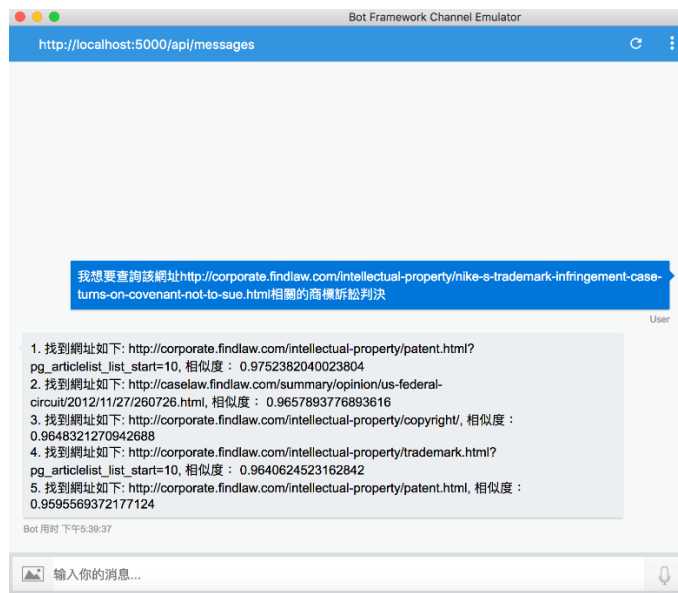 Bot Framework Channel Emulator
http://localhost:5000/api/messages
我想要查詢該網址http://corporate.findlaw.com/intellectual-property/nike-s-trademark-infringement-case-
turns-on-covenant-not-to-sue.html相關的商標訴訟判決
User
1. 找到網址如下: http://corporate.findlaw.com/intellectual-property/patent.html?
pg_articlelist_list_start=10, 相似度： 0.9752382040023804
2. 找到網址如下: http://caselaw.findlaw.com/summary/opinion/us-federal-
circuit/2012/11/27/260726.html, 相似度： 0.9657893776893616
3. 找到網址如下: http://corporate.findlaw.com/intellectual-property/copyright/, 相似度：
0.9648321270942688
4. 找到網址如下: http://corporate.findlaw.com/intellectual-property/trademark.html?
pg_articlelist_list_start=10, 相似度： 0.9640624523162842
5. 找到網址如下: http://corporate.findlaw.com/intellectual-property/patent.html, 相似度：
0.9595569372177124
Bot 用时 下午5:39:37
输入你的消息...